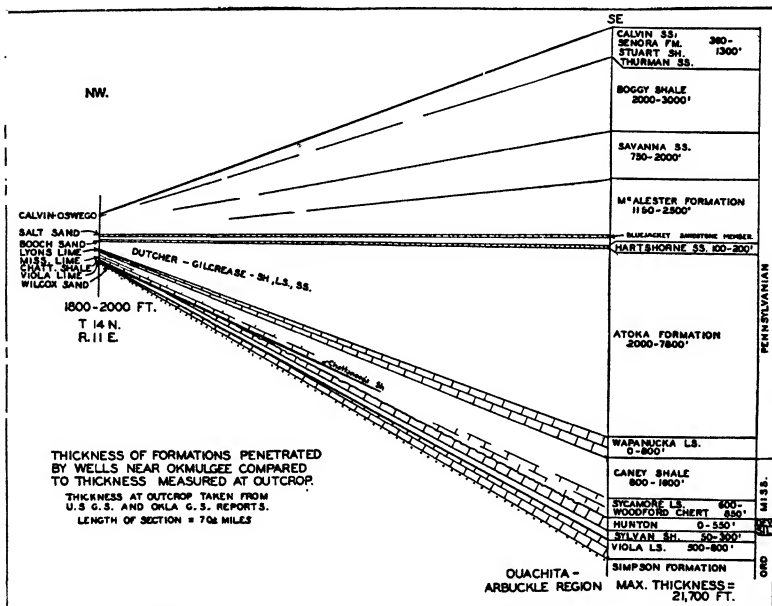 SE
CALVIN SS;
SENORA FM. 360-
STUART SH. 1300'
THURMAN SS.
NW.
BOGGY SHALE
2000-3000'
SAVANNA SS.
750-2000'
McALESTER FORMATION
1150-2500'
CALVIN-OSWEGO
SALT SAND
BLUEJACKET SANDSTONE MEMBER.
BOOCH SAND
HARTSHORNE SS. 100-200'
LYONS LIME
MISS. LIME
CHATT. SHALE
VIOLA LIME
WILCOX SAND
DUTCHER - GILCREASE - SH., LS., SS.
1800-2000 FT.
T 14 N.
R. 11 E.
ATOKA FORMATION
2000-7800'
PENNSYLVANIAN
Chattanooga Sh.
WAPANUCKA LS.
0-800'
THICKNESS OF FORMATIONS PENETRATED
BY WELLS NEAR OKMULGEE COMPARED
TO THICKNESS MEASURED AT OUTCROP.
THICKNESS AT OUTCROP TAKEN FROM
U.S G.S. AND OKLA G.S. REPORTS.
LENGTH OF SECTION = 70± MILES
CANEY SHALE
800-1600'
MISS.
SYCAMORE LS. 600-
WOODFORD CHERT 850'
HUNTON 0-550'
SYLVAN SH. 50-300'
VIOLA LS. 500-800'
ORD
SIMPSON FORMATION
OUACHITA-
ARBUCKLE REGION
MAX. THICKNESS =
21,700 FT.